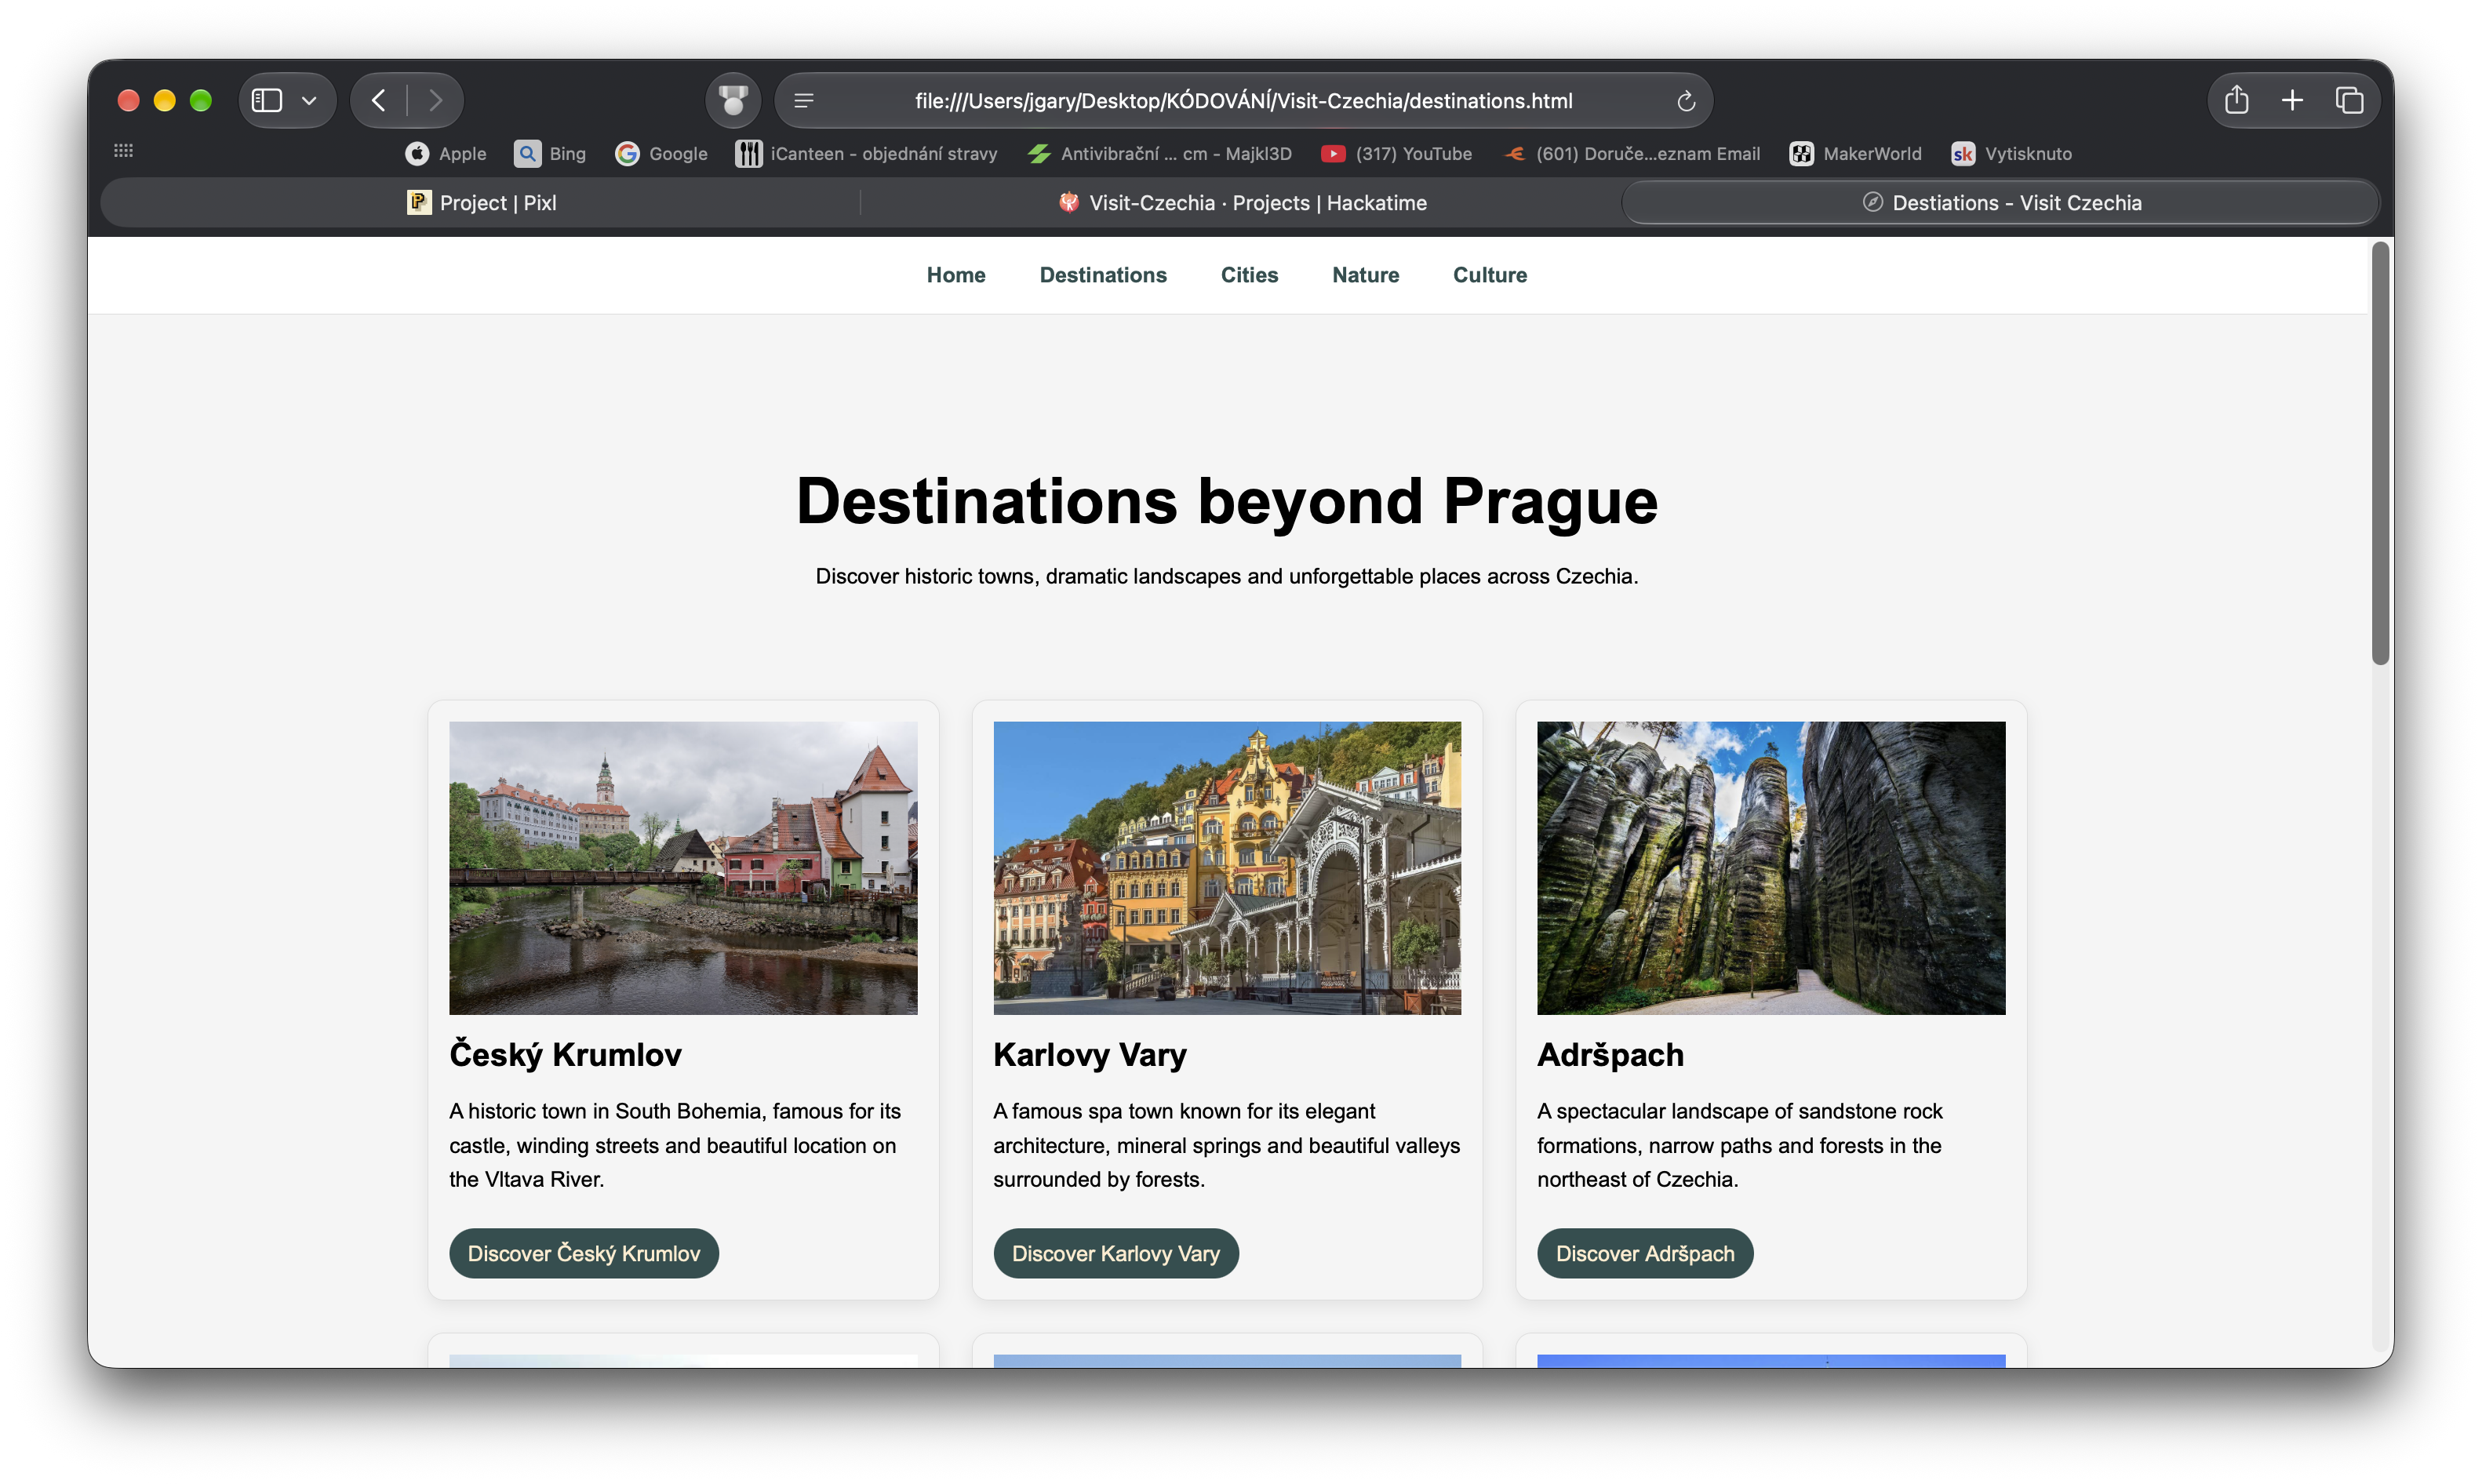 file:///Users/jgary/Desktop/KÓDOVÁNÍ/Visit-Czechia/destinations.html
Apple Bing Google iCanteen - objednání stravy Antivibrační ... cm - Majkl3D (317) YouTube (601) Doruče...eznam Email MakerWorld sk Vytisknuto
P Project | Pixl Visit-Czechia · Projects | Hackatime Destiations - Visit Czechia
Home Destinations Cities Nature Culture
Destinations beyond Prague
Discover historic towns, dramatic landscapes and unforgettable places across Czechia.
Český Krumlov
A historic town in South Bohemia, famous for its
castle, winding streets and beautiful location on
the Vltava River.
Discover Český Krumlov
Karlovy Vary
A famous spa town known for its elegant
architecture, mineral springs and beautiful valleys
surrounded by forests.
Discover Karlovy Vary
Adršpach
A spectacular landscape of sandstone rock
formations, narrow paths and forests in the
northeast of Czechia.
Discover Adršpach